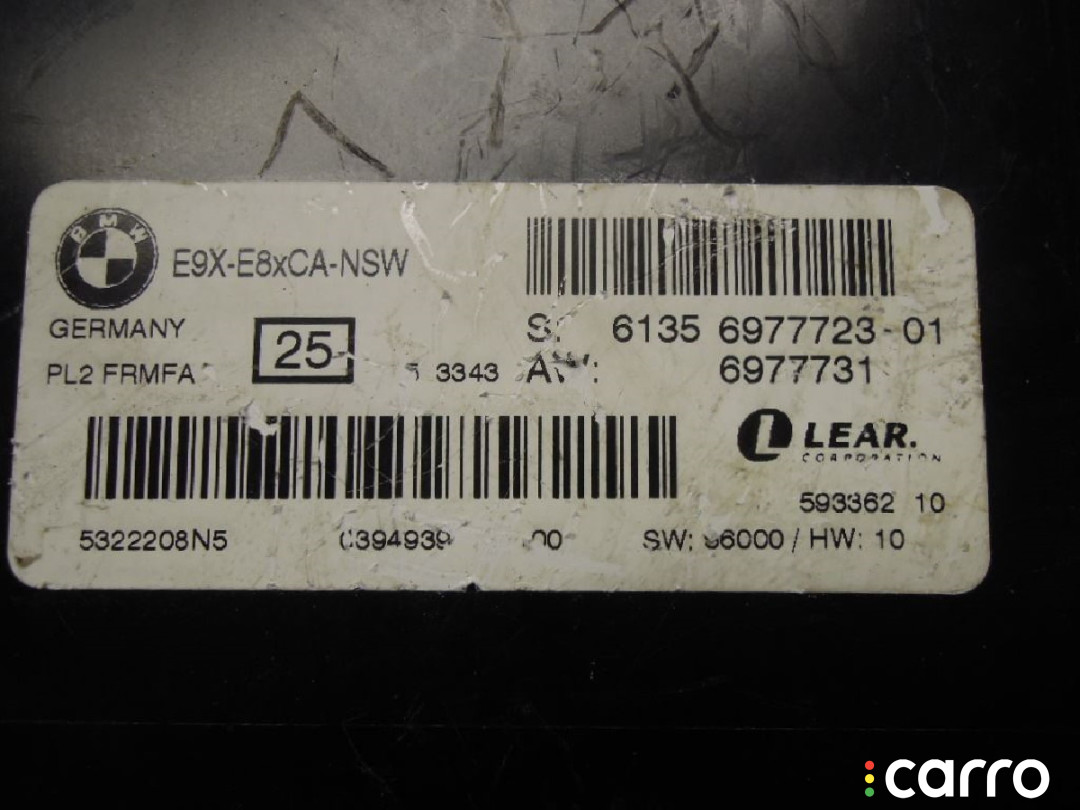 BMW
E9X-E8xCA-NSW
GERMANY
25
PL2 FRMFA
3343
6135 6977723-01
6977731
LEAR.
CORPORATION
593362 10
5322208N5
HW: 10
SW:
carro